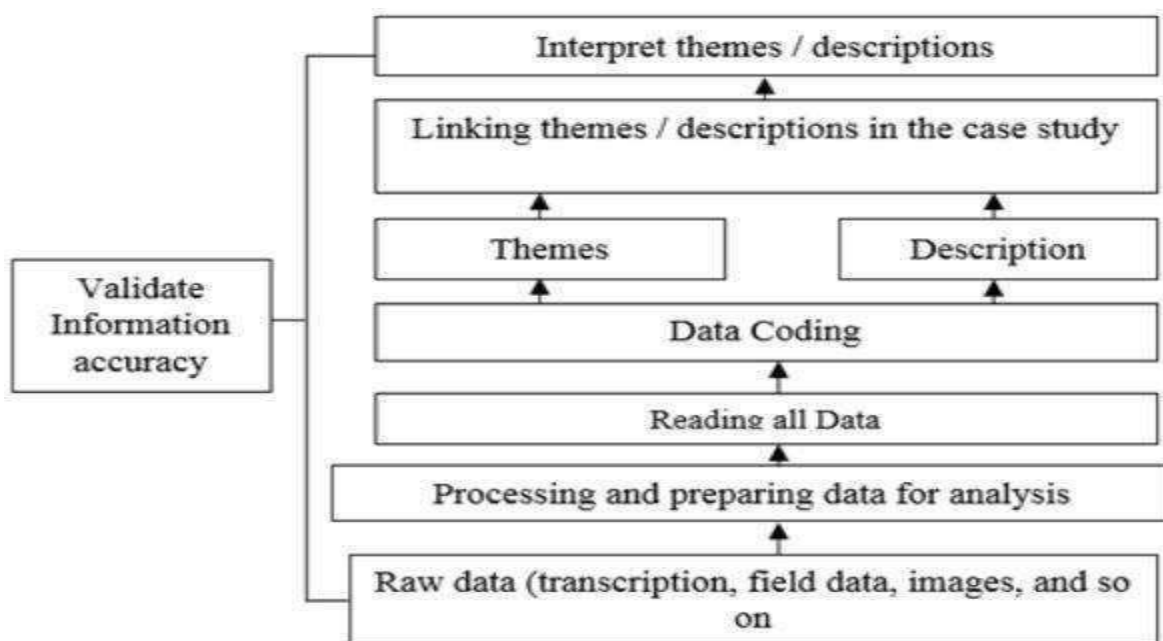 Interpret themes / descriptions
Linking themes / descriptions in the case study
Themes
Description
Validate
Information
accuracy
Data Coding
Reading all Data
Processing and preparing data for analysis
Raw data (transcription, field data, images, and so
on